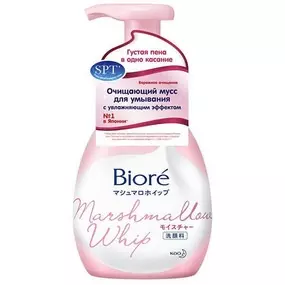 Густая пена
в одно касание
SPT
Бережное очищение
Очищающий мусс
для умывания
с увлажняющим эффектом
№1
в Японии*
Bioré
マシュマロホイップ
Marshmallow
Whip
モイスチャー
洗顔料
KAO